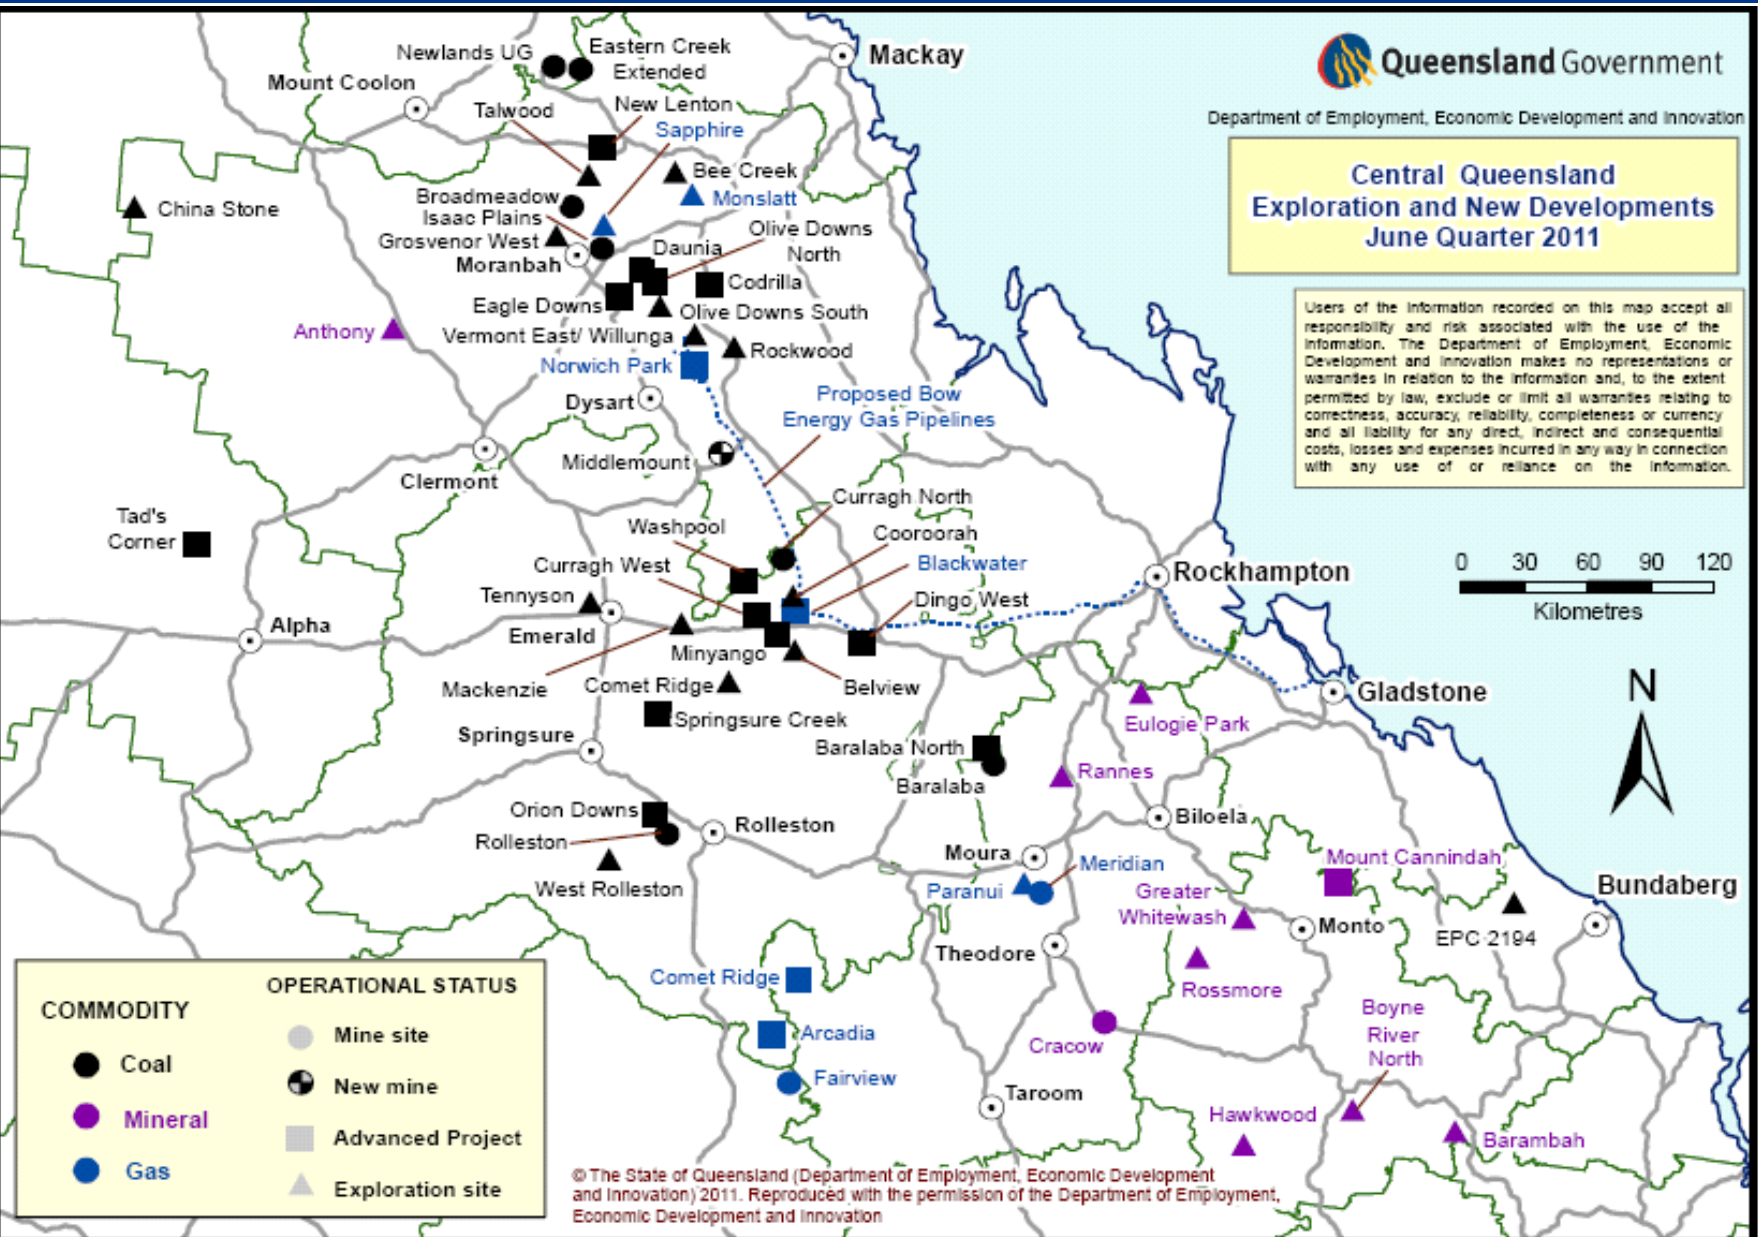 Queensland Government
Department of Employment, Economic Development and Innovation
Central Queensland
Exploration and New Developments
June Quarter 2011
Users of the information recorded on this map accept all
responsibility and risk associated with the use of the
information. The Department of Employment, Economic
Development and Innovation makes no representations or
warranties in relation to the information and, to the extent
permitted by law, exclude or limit all warranties relating to
correctness, accuracy, reliability, completeness or currency
and all liability for any direct, indirect and consequential
costs, losses and expenses incurred in any way in connection
with any use of or reliance on the information.
Newlands UG
Eastern Creek
Extended
Mackay
Mount Coolon
Talwood
New Lenton
Sapphire
Bee Creek
Monslatt
China Stone
Broadmeadow
Isaac Plains
Grosvenor West
Moranbah
Daunia
Olive Downs
North
Codrilla
Eagle Downs
Olive Downs South
Anthony
Vermont East/ Willunga
Rockwood
Norwich Park
Dysart
Proposed Bow
Energy Gas Pipelines
Middlemount
Clermont
Curragh North
Tad's
Corner
Washpool
Cooroorah
Curragh West
Blackwater
Rockhampton
0 30 60 90 120
Kilometres
Tennyson
Dingo West
Alpha
Emerald
Minyango
Mackenzie
Comet Ridge
Belview
Gladstone
N
Springsure Creek
Eulogie Park
Springsure
Baralaba North
Baralaba
Rannes
Orion Downs
Rolleston
Rolleston
Biloela
West Rolleston
Moura
Meridian
Paranui
Mount Cannindah
Greater
Whitewash
Bundaberg
Monto
EPC 2194
Theodore
Comet Ridge
Rossmore
Arcadia
Cracow
Boyne
River
North
Fairview
Taroom
Hawkwood
Barambah
COMMODITY
Coal
Mineral
Gas
OPERATIONAL STATUS
Mine site
New mine
Advanced Project
Exploration site
© The State of Queensland (Department of Employment, Economic Development
and Innovation) 2011. Reproduced with the permission of the Department of Employment,
Economic Development and Innovation